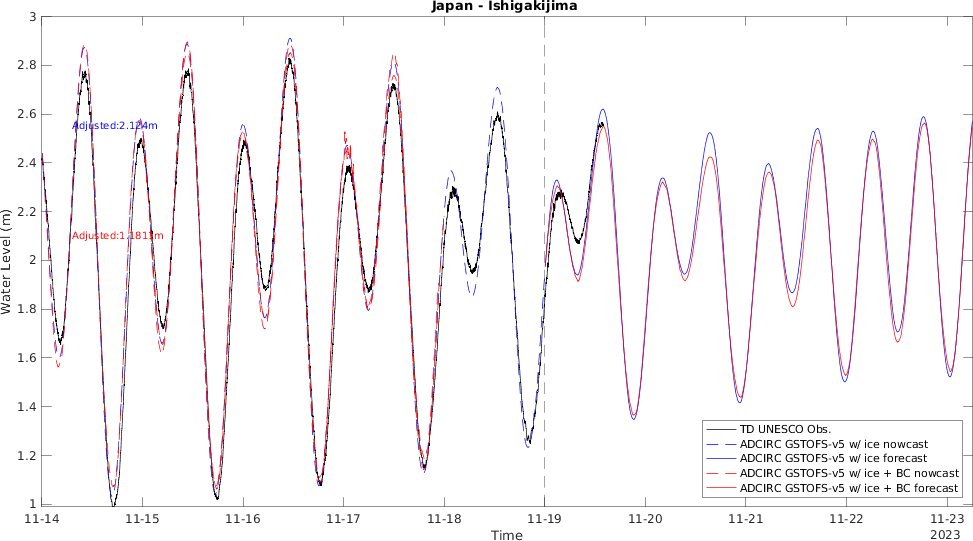 Japan - Ishigakijima
Water Level (m)
3
2.8
2.6
2.4
2.2
2
1.8
1.6
1.4
1.2
1
Adjusted:2.124m
Adjusted:1.1811m
TD UNESCO Obs.
ADCIRC GSTOFS-v5 w/ ice nowcast
ADCIRC GSTOFS-v5 w/ ice forecast
ADCIRC GSTOFS-v5 w/ ice + BC nowcast
ADCIRC GSTOFS-v5 w/ ice + BC forecast
11-14 11-15 11-16 11-17 11-18 11-19 11-20 11-21 11-22 11-23
2023
Time